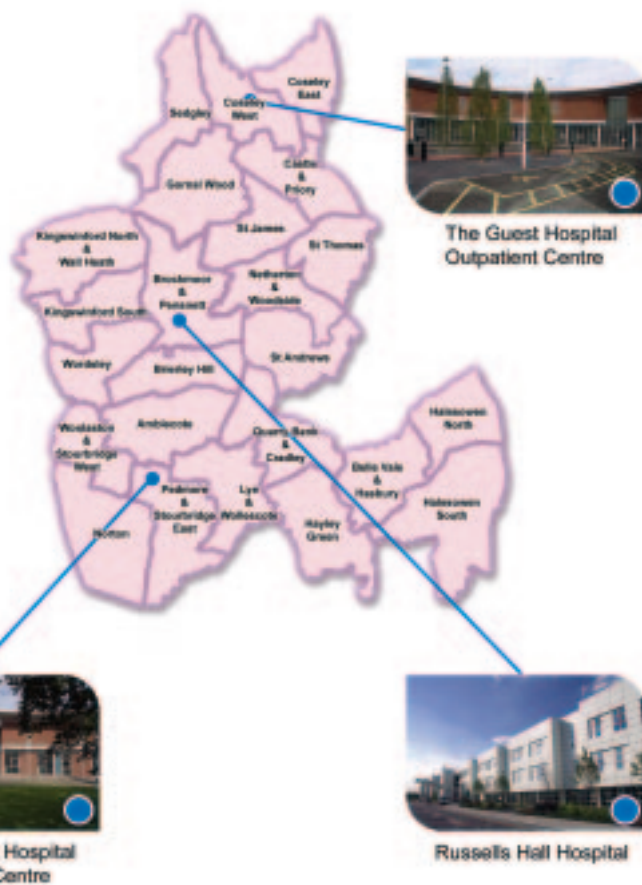 Coseley
East
Sedgley
Coseley
West
Castle
&
Priory
Gornal Wood
St James
St Thomas
Kingswinford North
&
Wall Heath
Netherton
&
Woodside
Brockmoor
&
Pensnett
Kingswinford South
Wordsley
Brierley Hill
St Andrews
Amblecote
Wollaston
&
Stourbridge
West
Quarry Bank
&
Cradley
Halesowen
North
Belle Vale
&
Hasbury
Pedmore
&
Stourbridge
East
Lye
&
Wollescote
Halesowen
South
Norton
Hayley
Green
The Guest Hospital
Outpatient Centre
Hospital
Centre
Russells Hall Hospital